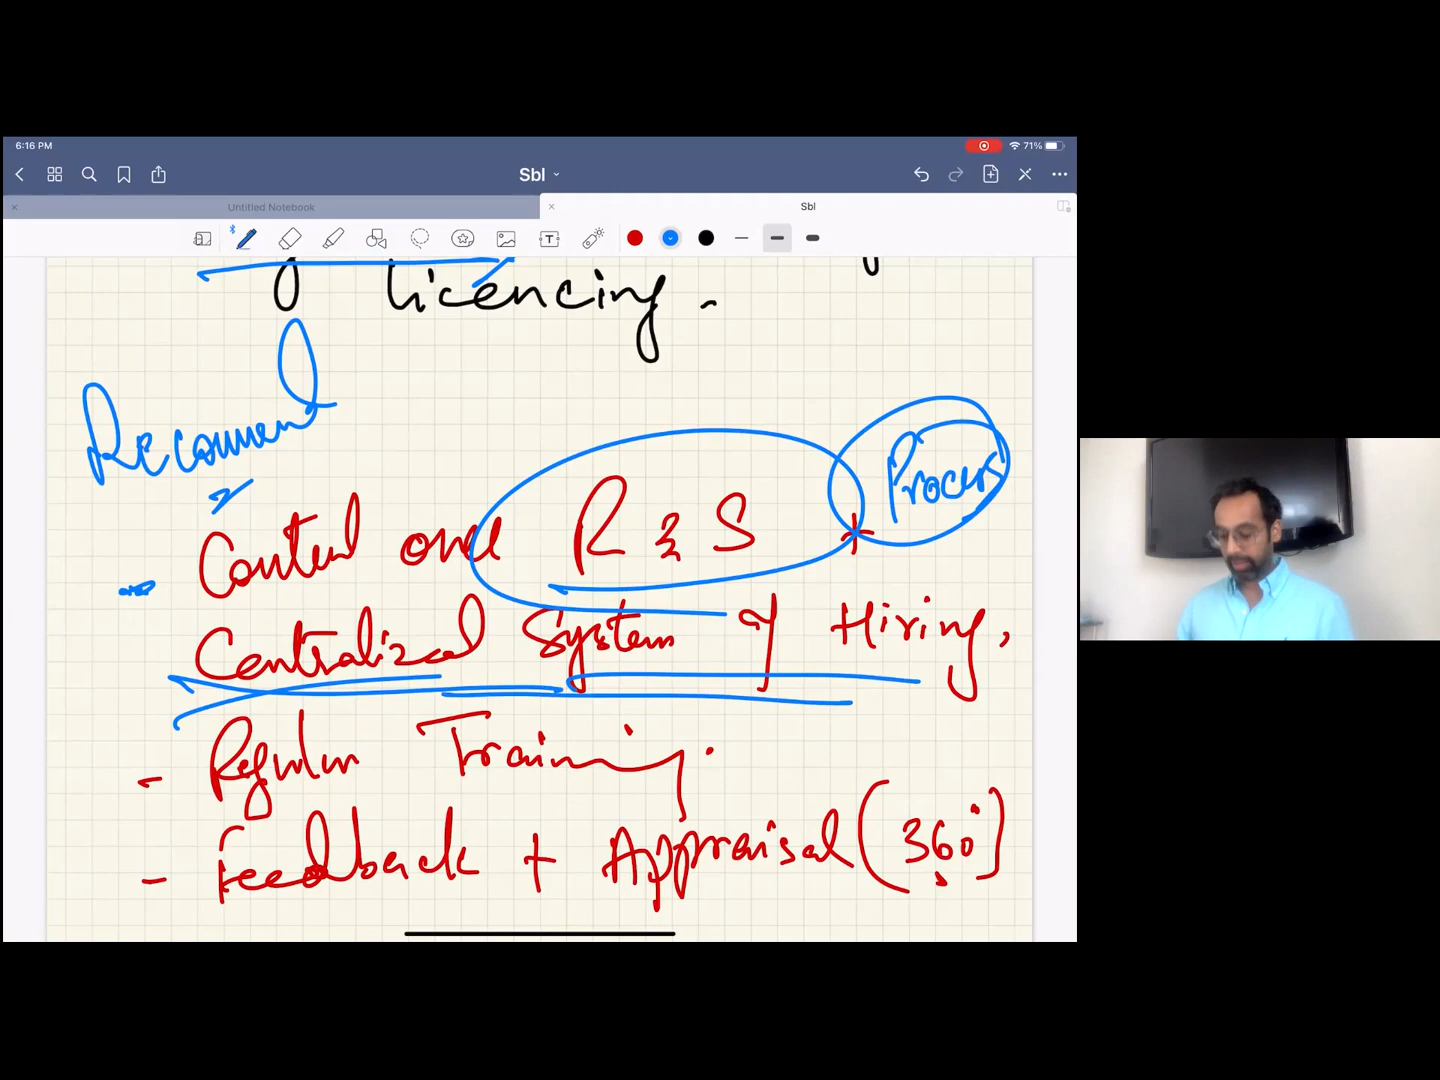 6:16 PM
71%
Sbl
Untitled Notebook
Sbl
T
licencing.
Recommend
Process
Control over R & S +
Centralized System of Hiring,
- Regular Training.
- Feedback + Appraisal (360°)